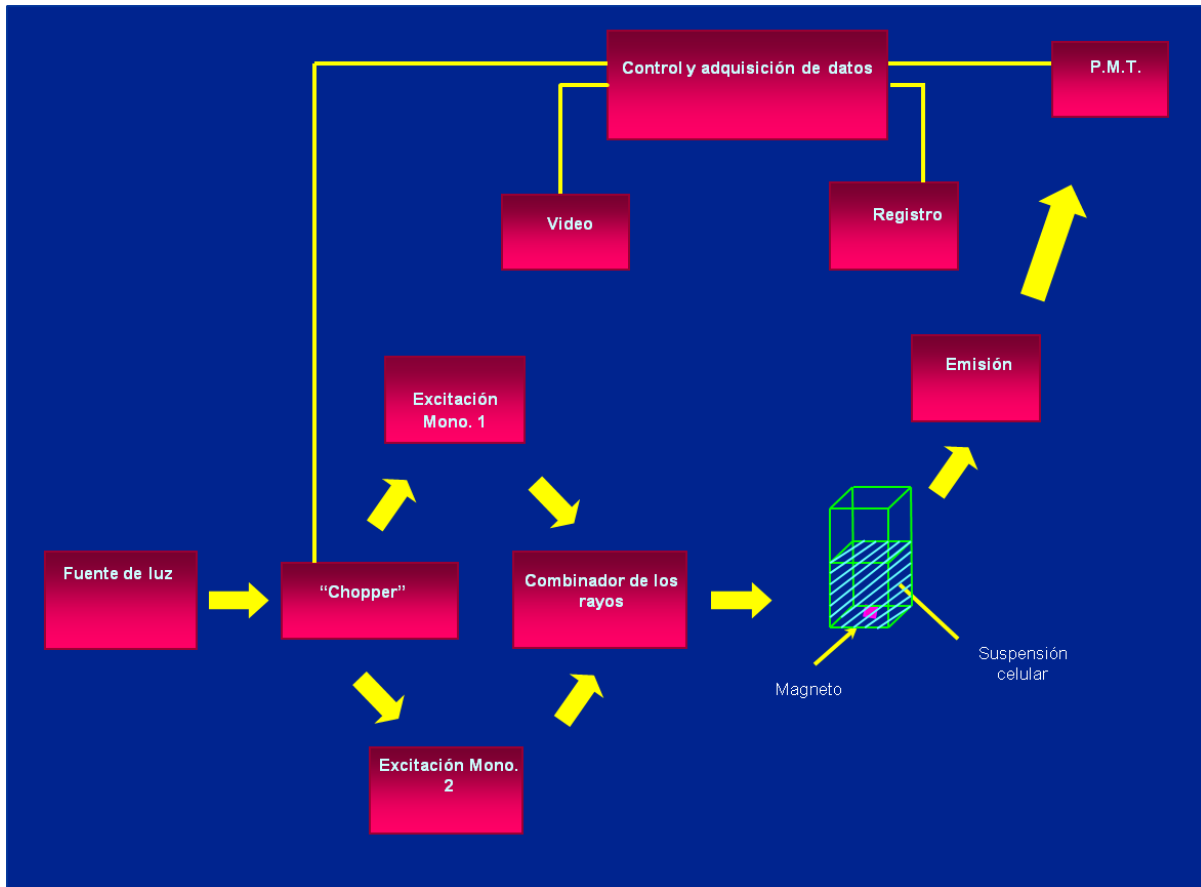 Control y adquisición de datos
P.M.T.
Video
Registro
Emisión
Excitación
Mono. 1
Fuente de luz
“Chopper”
Combinador de los
rayos
Suspensión
celular
Magneto
Excitación Mono.
2